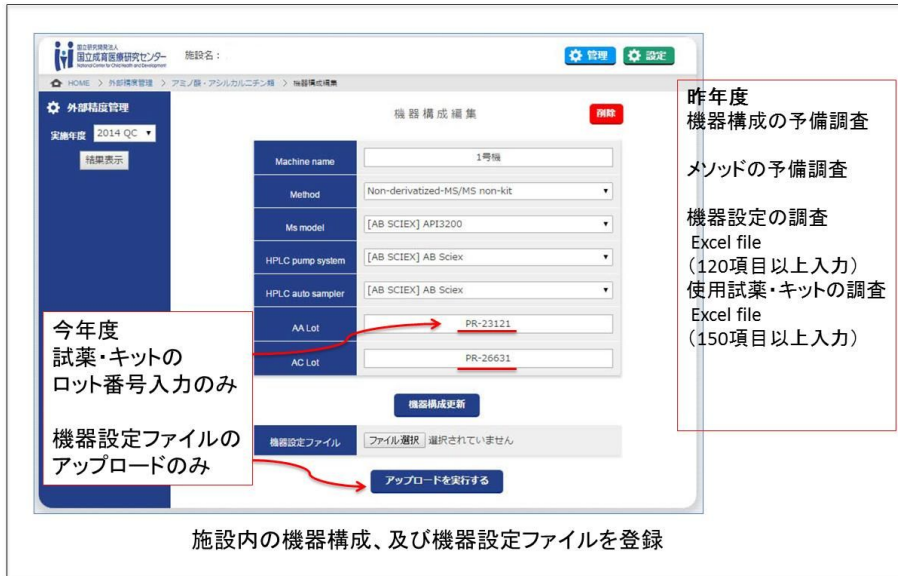 国立研究開発法人
国立成育医療研究センター
National Center for Child Health and Development
施設名：
管理
設定
HOME > 外部精度管理 > アミノ酸・アシルカルニチン類 > 機器構成編集
外部精度管理
実施年度 2014 QC
結果表示
機器構成編集
削除
Machine name 1号機
Method Non-derivatized-MS/MS non-kit
Ms model [AB SCIEX] API3200
HPLC pump system [AB SCIEX] AB Sciex
HPLC auto sampler [AB SCIEX] AB Sciex
AA Lot PR-23121
AC Lot PR-26631
機器構成更新
機器設定ファイル ファイル選択 選択されていません
アップロードを実行する
今年度
試薬・キットの
ロット番号入力のみ
機器設定ファイルの
アップロードのみ
昨年度
機器構成の予備調査
メソッドの予備調査
機器設定の調査
Excel file
（120項目以上入力）
使用試薬・キットの調査
Excel file
（150項目以上入力）
施設内の機器構成、及び機器設定ファイルを登録